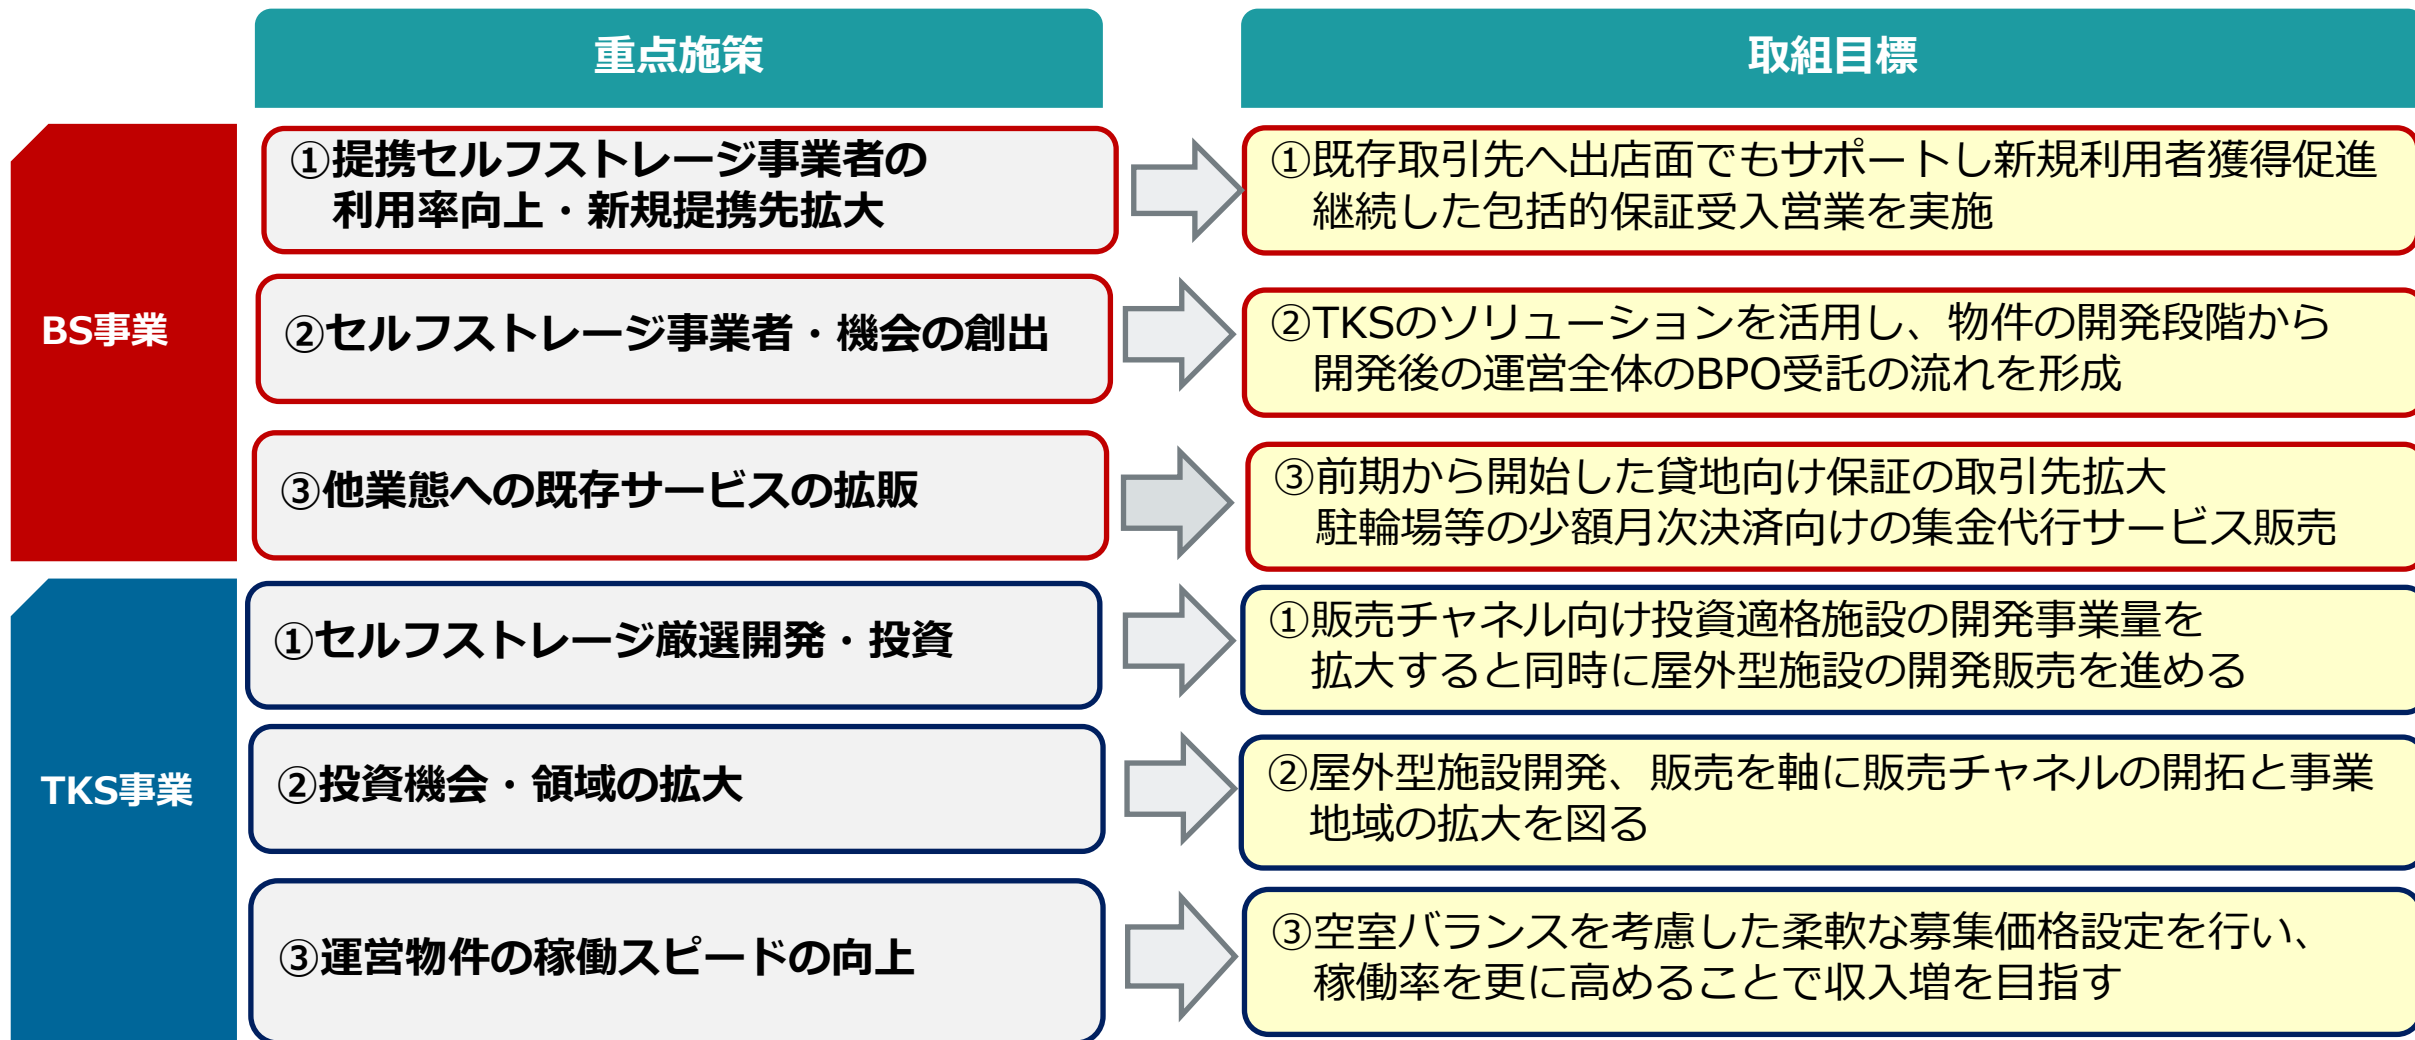 重点施策
取組目標
BS事業
①提携セルフストレージ事業者の
利用率向上・新規提携先拡大
①既存取引先へ出店面でもサポートし新規利用者獲得促進
継続した包括的保証受入営業を実施
②セルフストレージ事業者・機会の創出
②TKSのソリューションを活用し、物件の開発段階から
開発後の運営全体のBPO受託の流れを形成
③他業態への既存サービスの拡販
③前期から開始した貸地向け保証の取引先拡大
駐輪場等の少額月次決済向けの集金代行サービス販売
TKS事業
①セルフストレージ厳選開発・投資
①販売チャネル向け投資適格施設の開発事業量を
拡大すると同時に屋外型施設の開発販売を進める
②投資機会・領域の拡大
②屋外型施設開発、販売を軸に販売チャネルの開拓と事業
地域の拡大を図る
③運営物件の稼働スピードの向上
③空室バランスを考慮した柔軟な募集価格設定を行い、
稼働率を更に高めることで収入増を目指す